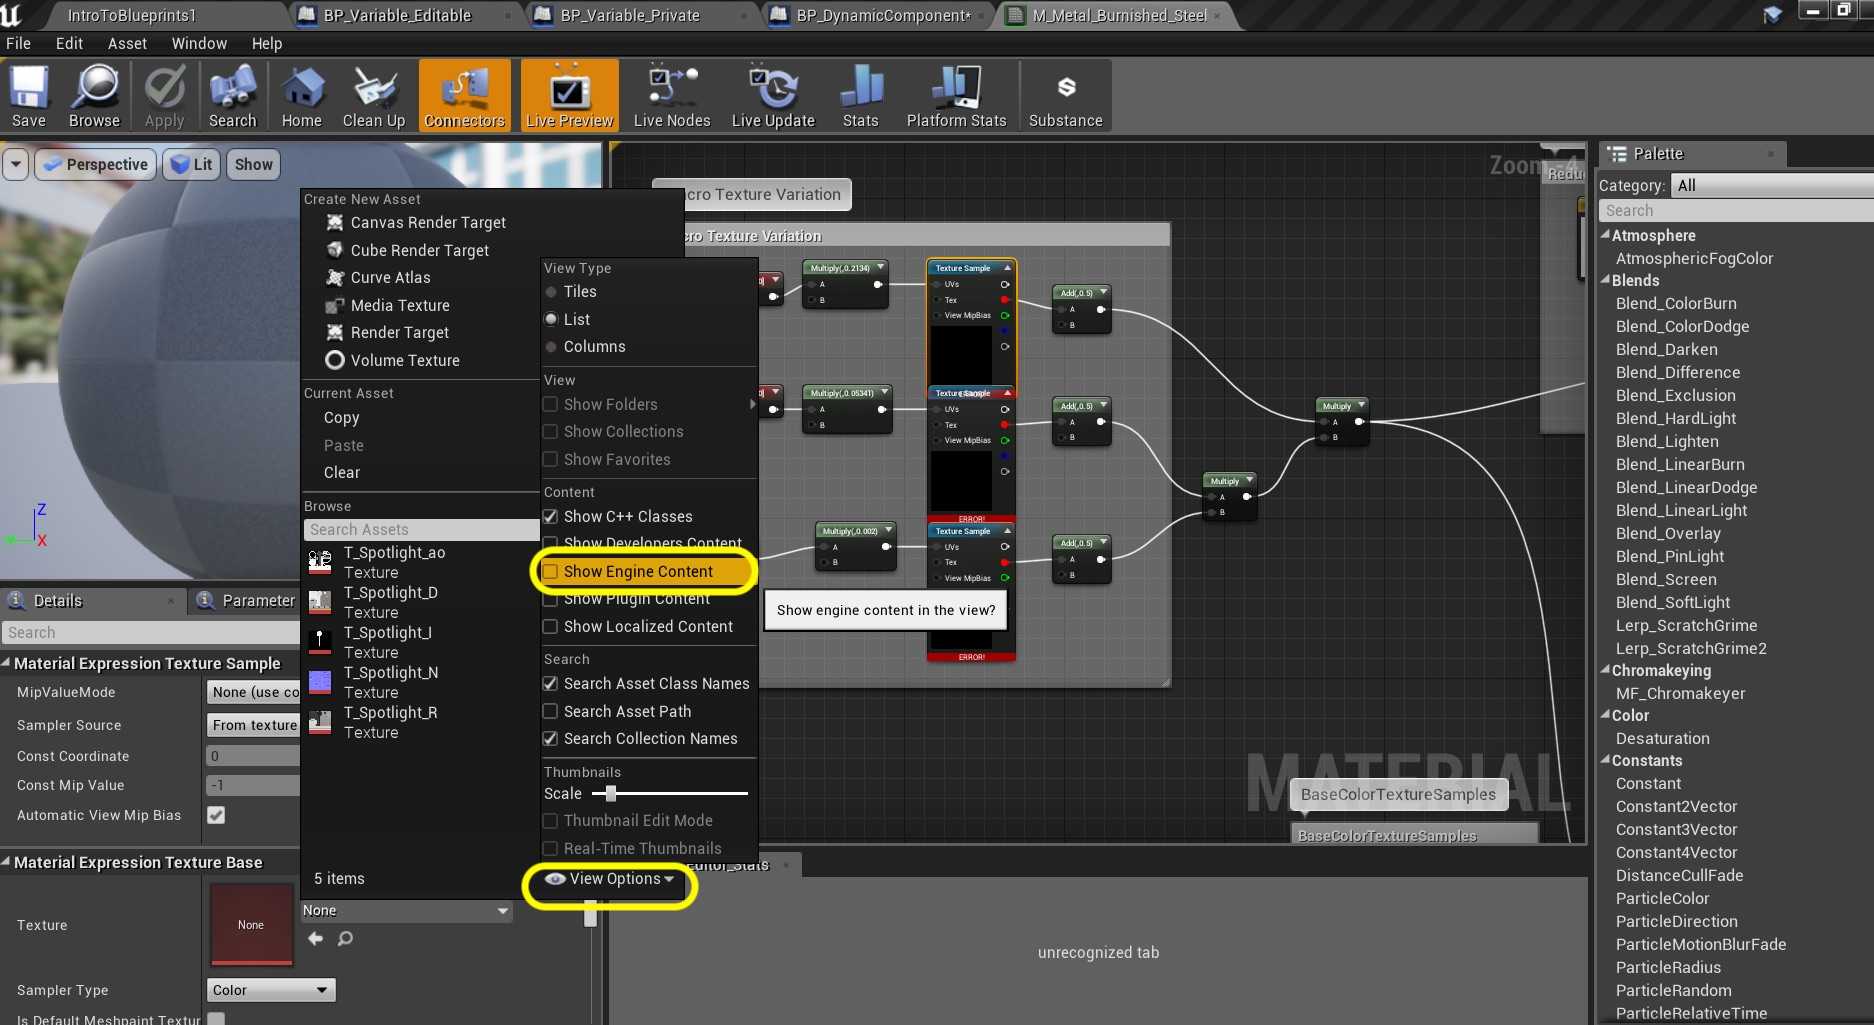 IntroToBlueprints1
BP_Variable_Editable
BP_Variable_Private
BP_DynamicComponent*
M_Metal_Burnished_Steel
File Edit Asset Window Help
Save
Browse
Apply
Search
Home
Clean Up
Connectors
Live Preview
Live Nodes
Live Update
Stats
Platform Stats
Substance
Perspective
Lit
Show
Create New Asset
Canvas Render Target
Cube Render Target
Curve Atlas
Media Texture
Render Target
Volume Texture
Current Asset
Copy
Paste
Clear
Browse
Search Assets
T_Spotlight_ao
Texture
T_Spotlight_D
Texture
T_Spotlight_I
Texture
T_Spotlight_N
Texture
T_Spotlight_R
Texture
5 items
View Options
View Type
Tiles
List
Columns
View
Show Folders
Show Collections
Show Favorites
Content
Show C++ Classes
Show Developers Content
Show Engine Content
Show Plugin Content
Show Localized Content
Search
Search Asset Class Names
Search Asset Path
Search Collection Names
Thumbnails
Scale
Thumbnail Edit Mode
Real-Time Thumbnails
Show engine content in the view?
Z
X
Details
Parameter
Search
Material Expression Texture Sample
MipValueMode
None (use co
Sampler Source
From texture
Const Coordinate
0
Const Mip Value
-1
Automatic View Mip Bias
Material Expression Texture Base
Texture
None
None
Sampler Type
Color
Is Default Meshpaint Textur
Zoom -4
Redu
cro Texture Variation
cro Texture Variation
Multiply(,0.2134)
A
B
Texture Sample
UVs
Tex
View MipBias
Add(,0.5)
A
B
Multiply(,0.05341)
A
B
Texture Sample
UVs
Tex
View MipBias
ERROR!
Add(,0.5)
A
B
Multiply(,0.002)
A
B
Texture Sample
UVs
Tex
View MipBias
ERROR!
Add(,0.5)
A
B
Multiply
A
B
Multiply
A
B
MATERIAL
BaseColorTextureSamples
BaseColorTextureSamples
Editor_Stats
unrecognized tab
Palette
Category: All
Search
Atmosphere
AtmosphericFogColor
Blends
Blend_ColorBurn
Blend_ColorDodge
Blend_Darken
Blend_Difference
Blend_Exclusion
Blend_HardLight
Blend_Lighten
Blend_LinearBurn
Blend_LinearDodge
Blend_LinearLight
Blend_Overlay
Blend_PinLight
Blend_Screen
Blend_SoftLight
Lerp_ScratchGrime
Lerp_ScratchGrime2
Chromakeying
MF_Chromakeyer
Color
Desaturation
Constants
Constant
Constant2Vector
Constant3Vector
Constant4Vector
DistanceCullFade
ParticleColor
ParticleDirection
ParticleMotionBlurFade
ParticleRadius
ParticleRandom
ParticleRelativeTime